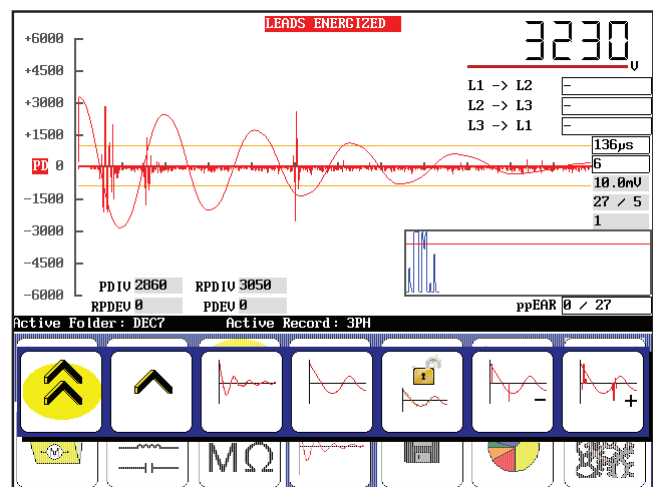 LEADS ENERGIZED
3230 V
+6000
+4500
+3000
+1500
PD 0
-1500
-3000
-4500
-6000
L1 -> L2 -
L2 -> L3 -
L3 -> L1 -
136µs
6
10.0mV
27 / 5
1
PDIV 2860 RPDIV 3050
RPDEV 0 PDEV 0
ppEAR 0 / 27
Active Folder: DEC7 Active Record: 3PH
- +
M
MΩ